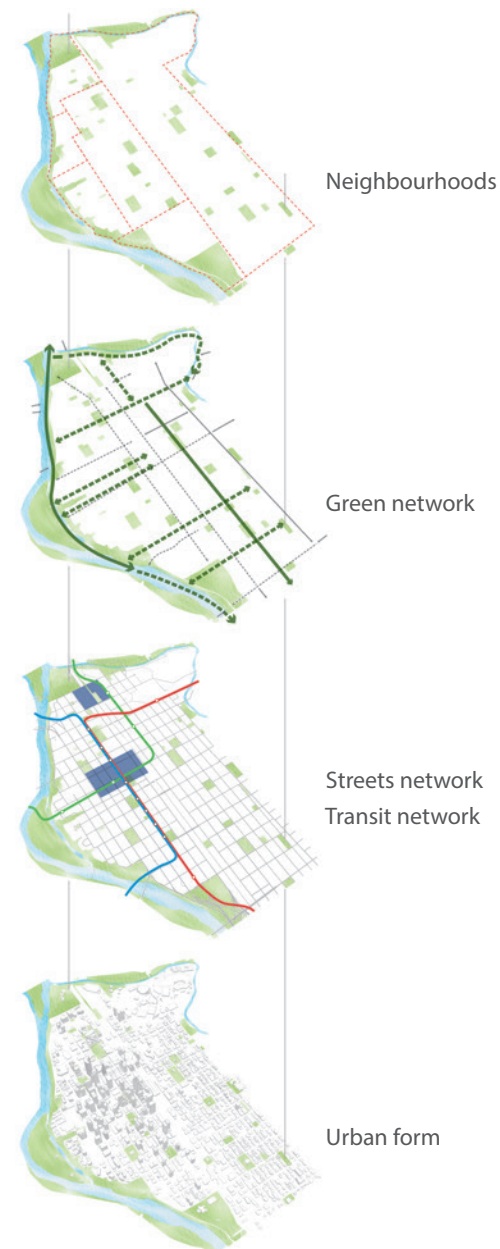 Neighbourhoods
Green network
Streets network
Transit network
Urban form